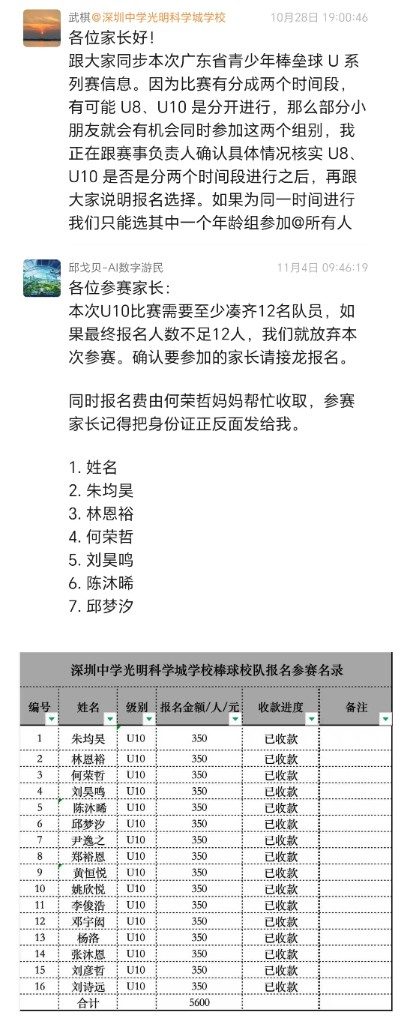 武棋@深圳中学光明科学城学校 10月28日 19:00:46
各位家长好！
跟大家同步本次广东省青少年棒垒球 U 系
列赛信息。因为比赛有分成两个时间段，
有可能 U8、U10 是分开进行，那么部分小
朋友就会有机会同时参加这两个组别，我
正在跟赛事负责人确认具体情况核实 U8、
U10 是否是分两个时间段进行之后，再跟
大家说明报名选择。如果为同一时间进行
我们只能选其中一个年龄组参加@所有人
邱戈贝-AI数字游民 11月4日 09:46:19
各位参赛家长：
本次U10比赛需要至少凑齐12名队员，如
果最终报名人数不足12人，我们就放弃本
次参赛。确认要参加的家长请接龙报名。
同时报名费由何荣哲妈妈帮忙收取，参赛
家长记得把身份证正反面发给我。
1. 姓名
2. 朱均昊
3. 林恩裕
4. 何荣哲
5. 刘昊鸣
6. 陈沐晞
7. 邱梦汐
深圳中学光明科学城学校棒球校队报名参赛名录
编号 姓名 级别 报名金额/人/元 收款进度 备注
1 朱均昊 U10 350 已收款
2 林恩裕 U10 350 已收款
3 何荣哲 U10 350 已收款
4 刘昊鸣 U10 350 已收款
5 陈沐晞 U10 350 已收款
6 邱梦汐 U10 350 已收款
7 尹逸之 U10 350 已收款
8 郑裕恩 U10 350 已收款
9 黄恒悦 U10 350 已收款
10 姚欣悦 U10 350 已收款
11 李俊浩 U10 350 已收款
12 邓宇阔 U10 350 已收款
13 杨洛 U10 350 已收款
14 张沐恩 U10 350 已收款
15 刘彦哲 U10 350 已收款
16 刘诗远 U10 350 已收款
合计 5600